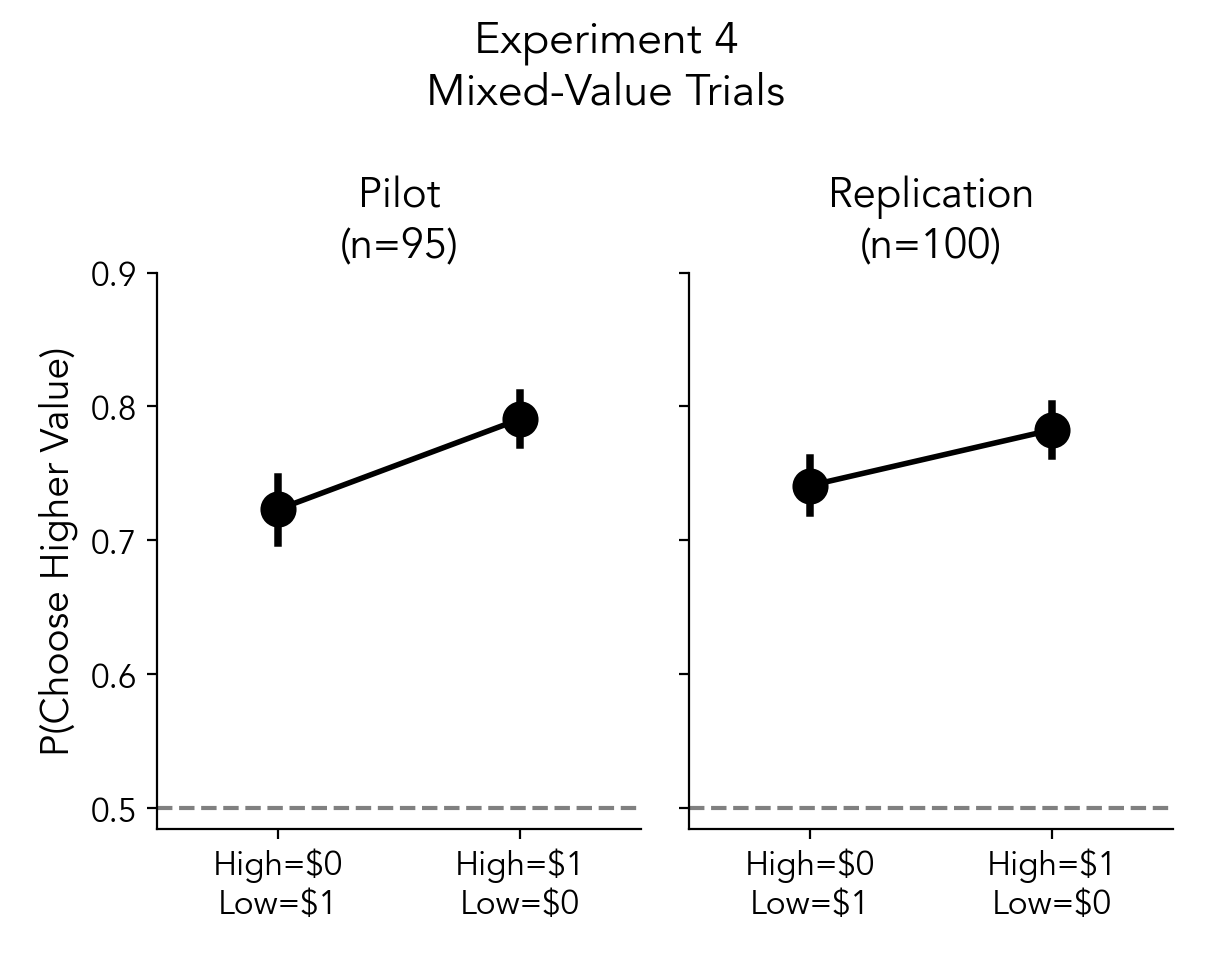 Experiment 4
Mixed-Value Trials
Pilot
(n=95)
Replication
(n=100)
P(Choose Higher Value)
0.9
0.8
0.7
0.6
0.5
High=$0
Low=$1
High=$1
Low=$0
High=$0
Low=$1
High=$1
Low=$0